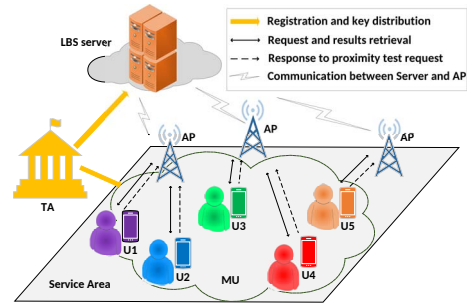 LBS server
Registration and key distribution
Request and results retrieval
Response to proximity test request
Communication between Server and AP
AP
AP
AP
TA
U1
U2
U3
U4
U5
Service Area
MU